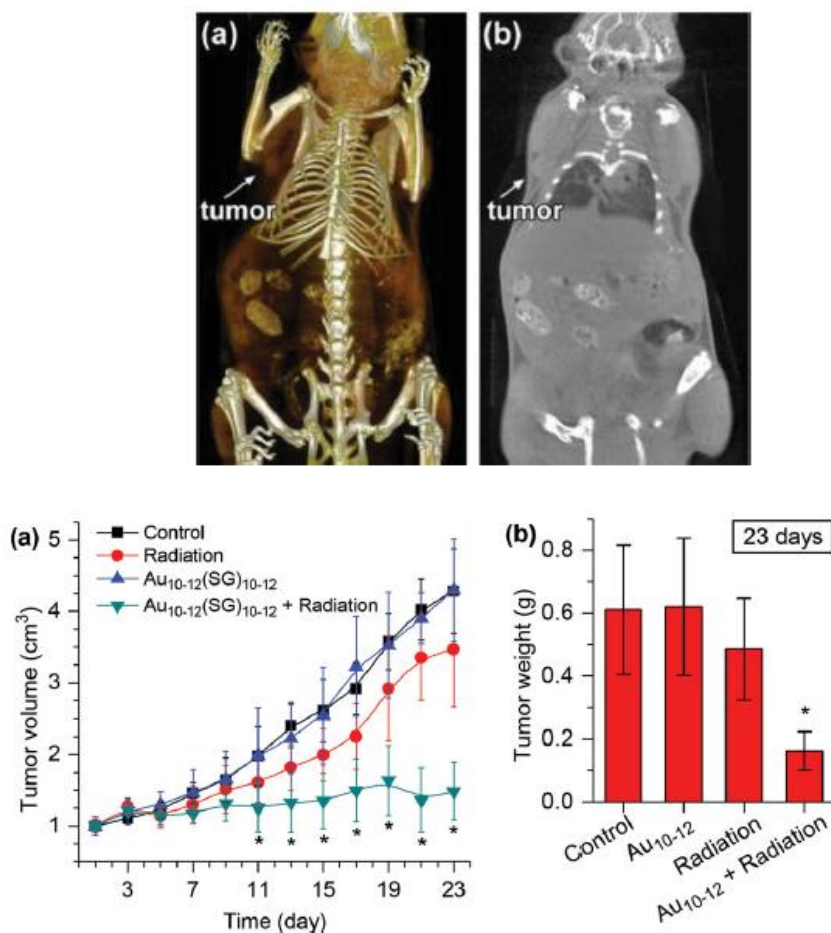 (a)
tumor
(b)
tumor
(a)
Control
Radiation
Au10-12(SG)10-12
Au10-12(SG)10-12 + Radiation
Tumor volume (cm3)
5
4
3
2
1
3 7 11 15 19 23
Time (day)
* * * * * * *
(b)
23 days
Tumor weight (g)
0.8
0.6
0.4
0.2
0.0
*
Control
Au10-12
Radiation
Au10-12 + Radiation